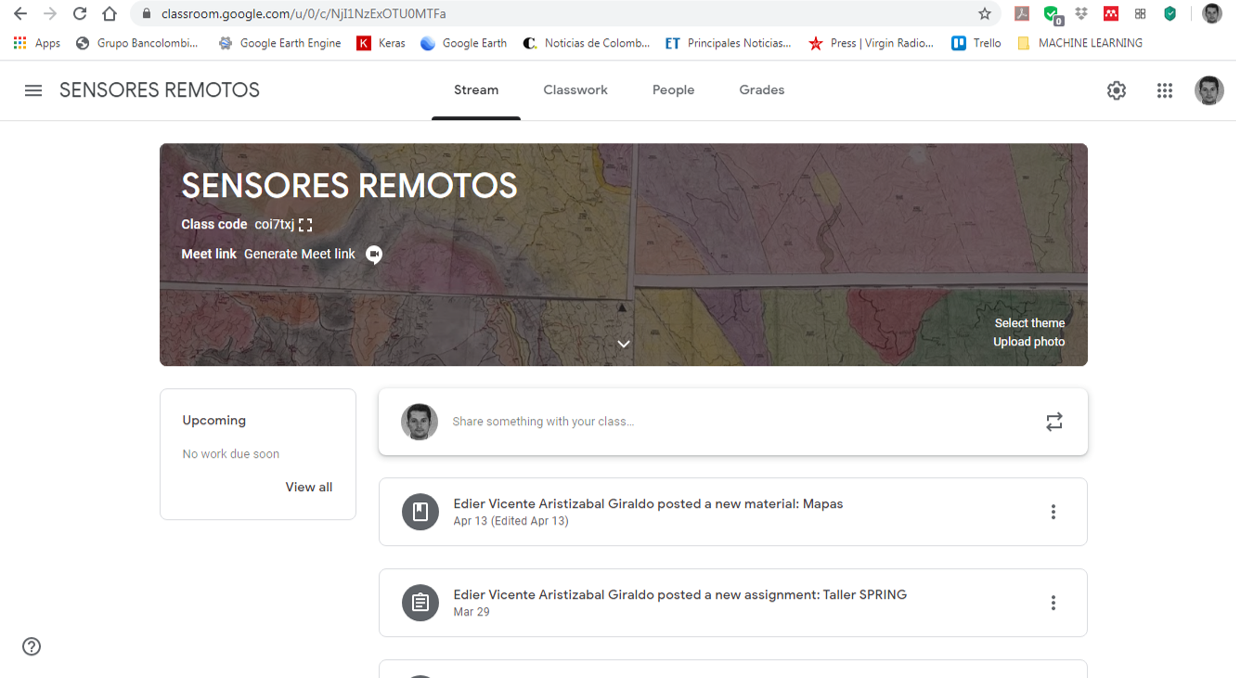 classroom.google.com/u/0/c/NjI1NzExOTU0MTFa
0
Apps Grupo Bancolombi... Google Earth Engine K Keras Google Earth C. Noticias de Colomb... ET Principales Noticias... Press | Virgin Radio... Trello MACHINE LEARNING
SENSORES REMOTOS Stream Classwork People Grades
SENSORES REMOTOS
Class code coi7txj
Meet link Generate Meet link
Select theme
Upload photo
Upcoming
No work due soon
View all
Share something with your class...
Edier Vicente Aristizabal Giraldo posted a new material: Mapas
Apr 13 (Edited Apr 13)
Edier Vicente Aristizabal Giraldo posted a new assignment: Taller SPRING
Mar 29